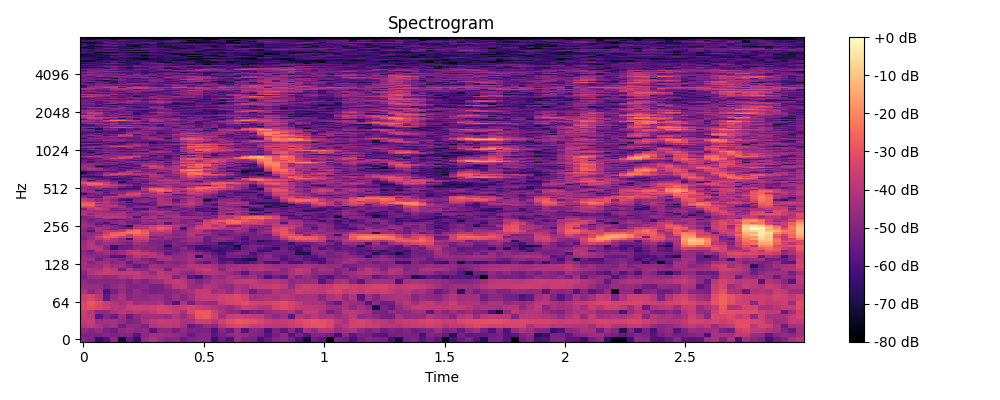 Spectrogram
Hz
4096
2048
1024
512
256
128
64
0
0
0.5
1
1.5
2
2.5
Time
+0 dB
-10 dB
-20 dB
-30 dB
-40 dB
-50 dB
-60 dB
-70 dB
-80 dB